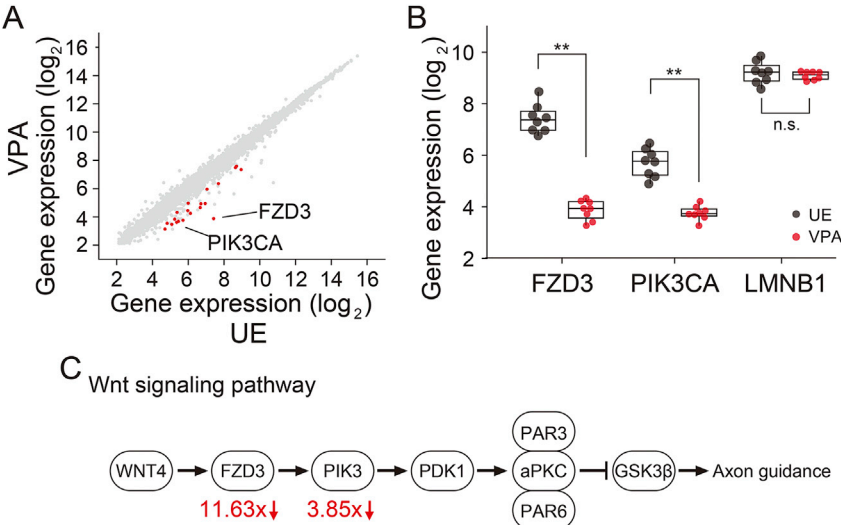 A
VPA
Gene expression (log2)
16
14
12
10
8
6
4
2
FZD3
PIK3CA
2 4 6 8 10 12 14 16
Gene expression (log2)
UE
B
Gene expression (log2)
10
8
6
4
2
**
**
n.s.
UE
VPA
FZD3 PIK3CA LMNB1
C Wnt signaling pathway
PAR3
WNT4 FZD3 PIK3 PDK1 aPKC GSK3β Axon guidance
PAR6
11.63x↓ 3.85x↓